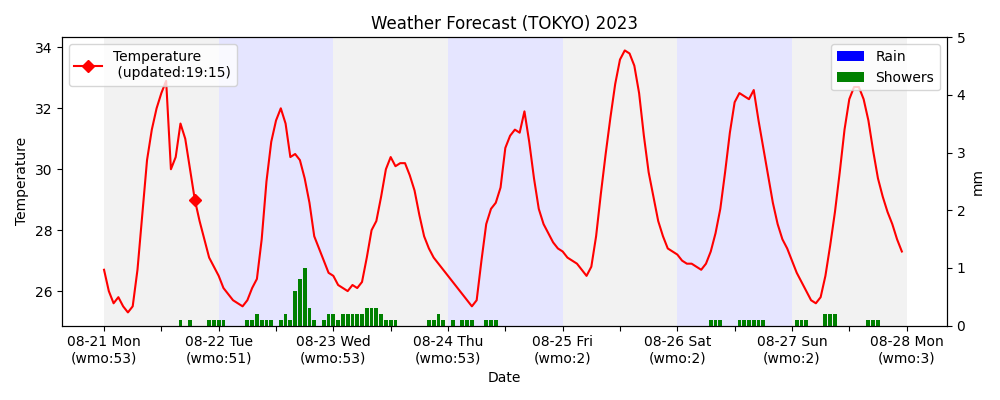 Weather Forecast (TOKYO) 2023
Temperature
(updated:19:15)
Rain
Showers
34
32
30
28
26
Temperature
5
4
3
2
1
0
mm
08-21 Mon
(wmo:53)
08-22 Tue
(wmo:51)
08-23 Wed
(wmo:53)
08-24 Thu
(wmo:53)
08-25 Fri
(wmo:2)
08-26 Sat
(wmo:2)
08-27 Sun
(wmo:2)
08-28 Mon
(wmo:3)
Date